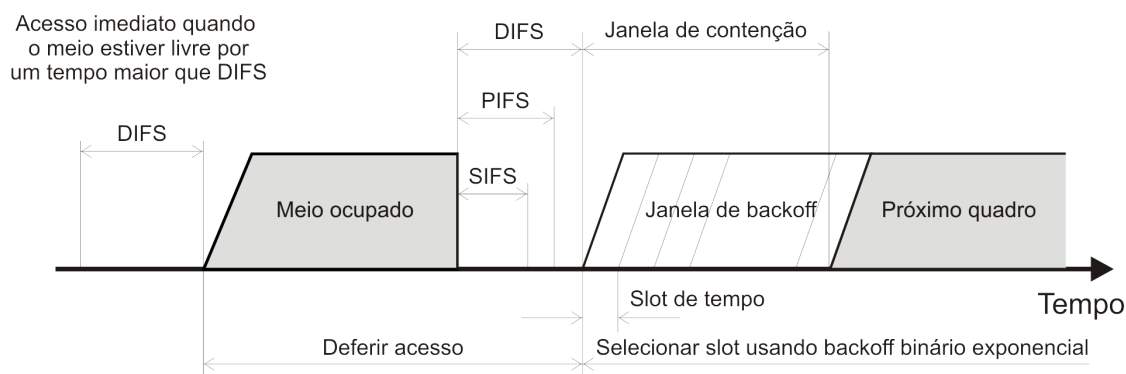 Acesso imediato quando
o meio estiver livre por
um tempo maior que DIFS
DIFS
Janela de contenção
PIFS
DIFS
SIFS
Meio ocupado
Janela de backoff
Próximo quadro
Slot de tempo
Tempo
Deferir acesso
Selecionar slot usando backoff binário exponencial